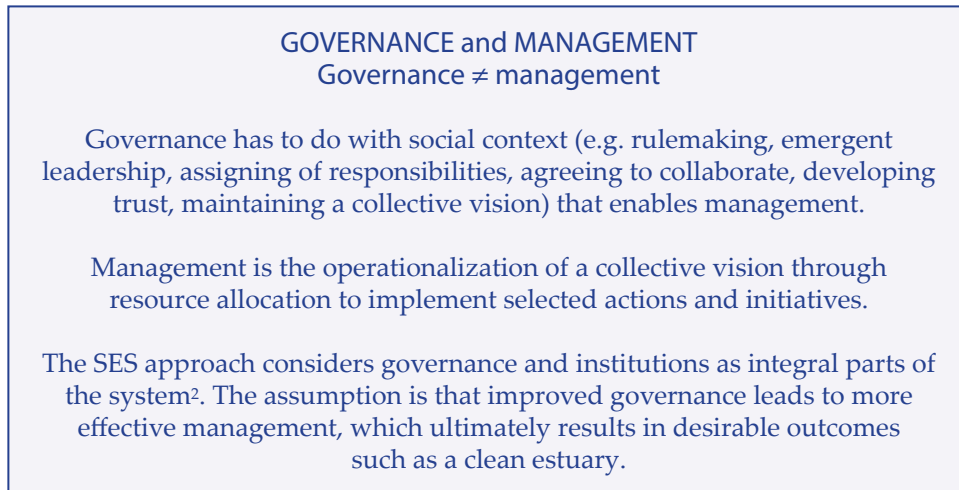 GOVERNANCE and MANAGEMENT
Governance ≠ management
Governance has to do with social context (e.g. rulemaking, emergent
leadership, assigning of responsibilities, agreeing to collaborate, developing
trust, maintaining a collective vision) that enables management.
Management is the operationalization of a collective vision through
resource allocation to implement selected actions and initiatives.
The SES approach considers governance and institutions as integral parts of
the system². The assumption is that improved governance leads to more
effective management, which ultimately results in desirable outcomes
such as a clean estuary.